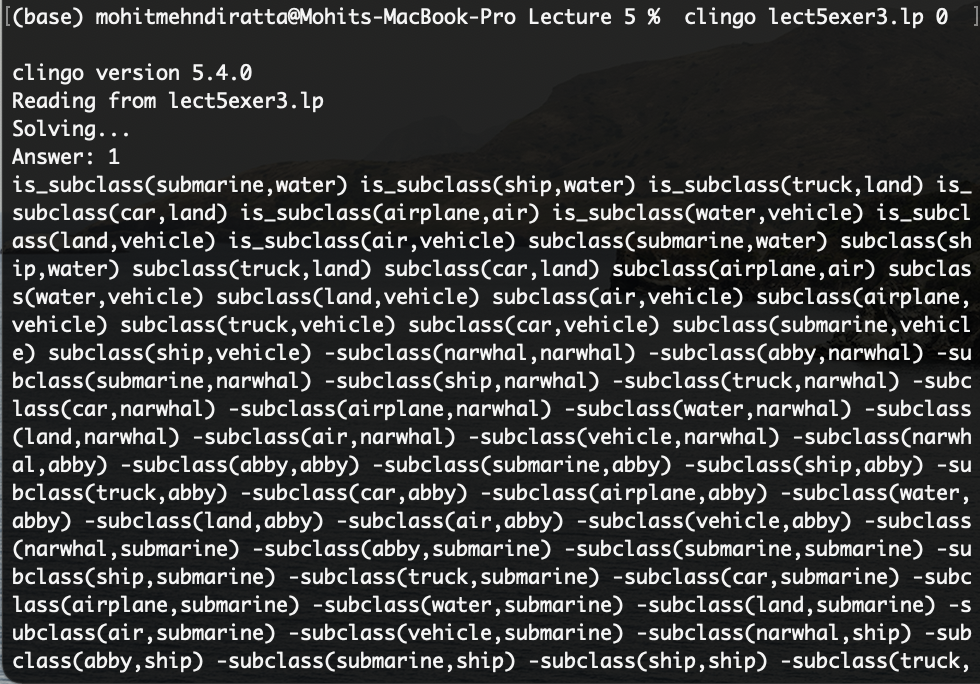 [(base) mohitmehndiratta@Mohits-MacBook-Pro Lecture 5 %  clingo lect5exer3.lp 0  ]
clingo version 5.4.0
Reading from lect5exer3.lp
Solving...
Answer: 1
is_subclass(submarine,water) is_subclass(ship,water) is_subclass(truck,land) is_
subclass(car,land) is_subclass(airplane,air) is_subclass(water,vehicle) is_subcl
ass(land,vehicle) is_subclass(air,vehicle) subclass(submarine,water) subclass(sh
ip,water) subclass(truck,land) subclass(car,land) subclass(airplane,air) subclas
s(water,vehicle) subclass(land,vehicle) subclass(air,vehicle) subclass(airplane,
vehicle) subclass(truck,vehicle) subclass(car,vehicle) subclass(submarine,vehicl
e) subclass(ship,vehicle) -subclass(narwhal,narwhal) -subclass(abby,narwhal) -su
bclass(submarine,narwhal) -subclass(ship,narwhal) -subclass(truck,narwhal) -subc
lass(car,narwhal) -subclass(airplane,narwhal) -subclass(water,narwhal) -subclass
(land,narwhal) -subclass(air,narwhal) -subclass(vehicle,narwhal) -subclass(narwh
al,abby) -subclass(abby,abby) -subclass(submarine,abby) -subclass(ship,abby) -su
bclass(truck,abby) -subclass(car,abby) -subclass(airplane,abby) -subclass(water,
abby) -subclass(land,abby) -subclass(air,abby) -subclass(vehicle,abby) -subclass
(narwhal,submarine) -subclass(abby,submarine) -subclass(submarine,submarine) -su
bclass(ship,submarine) -subclass(truck,submarine) -subclass(car,submarine) -subc
lass(airplane,submarine) -subclass(water,submarine) -subclass(land,submarine) -s
ubclass(air,submarine) -subclass(vehicle,submarine) -subclass(narwhal,ship) -sub
class(abby,ship) -subclass(submarine,ship) -subclass(ship,ship) -subclass(truck,